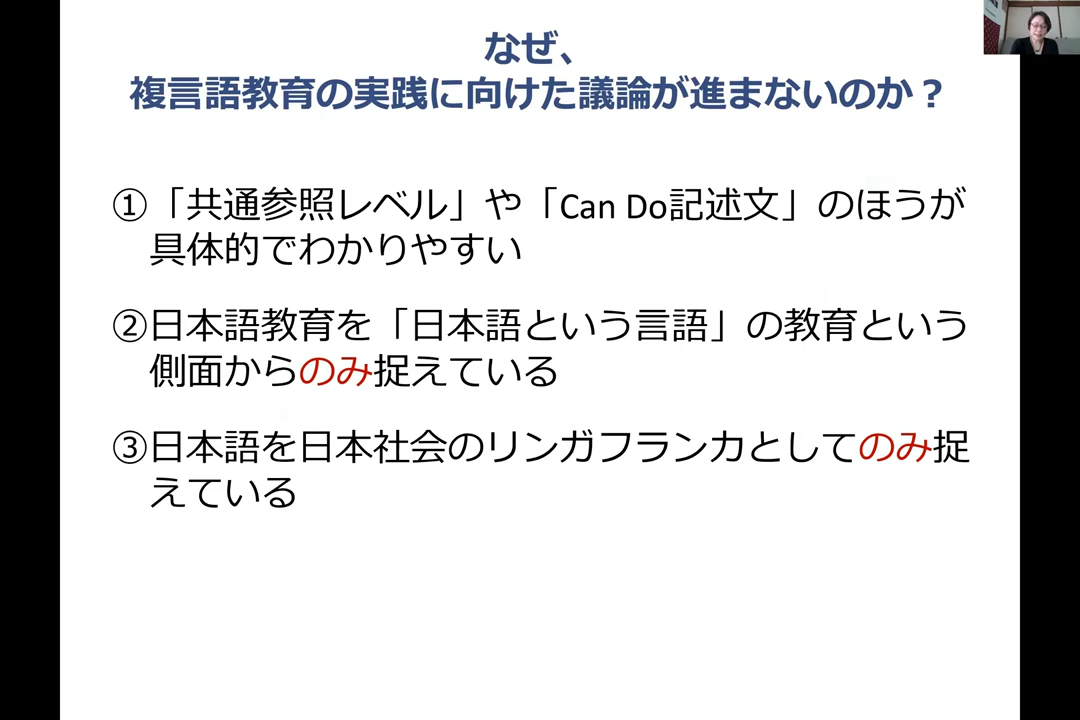 なぜ、
複言語教育の実践に向けた議論が進まないのか？
①「共通参照レベル」や「Can Do記述文」のほうが
具体的でわかりやすい
②日本語教育を「日本語という言語」の教育という
側面からのみ捉えている
③日本語を日本社会のリンガフランカとしてのみ捉
えている